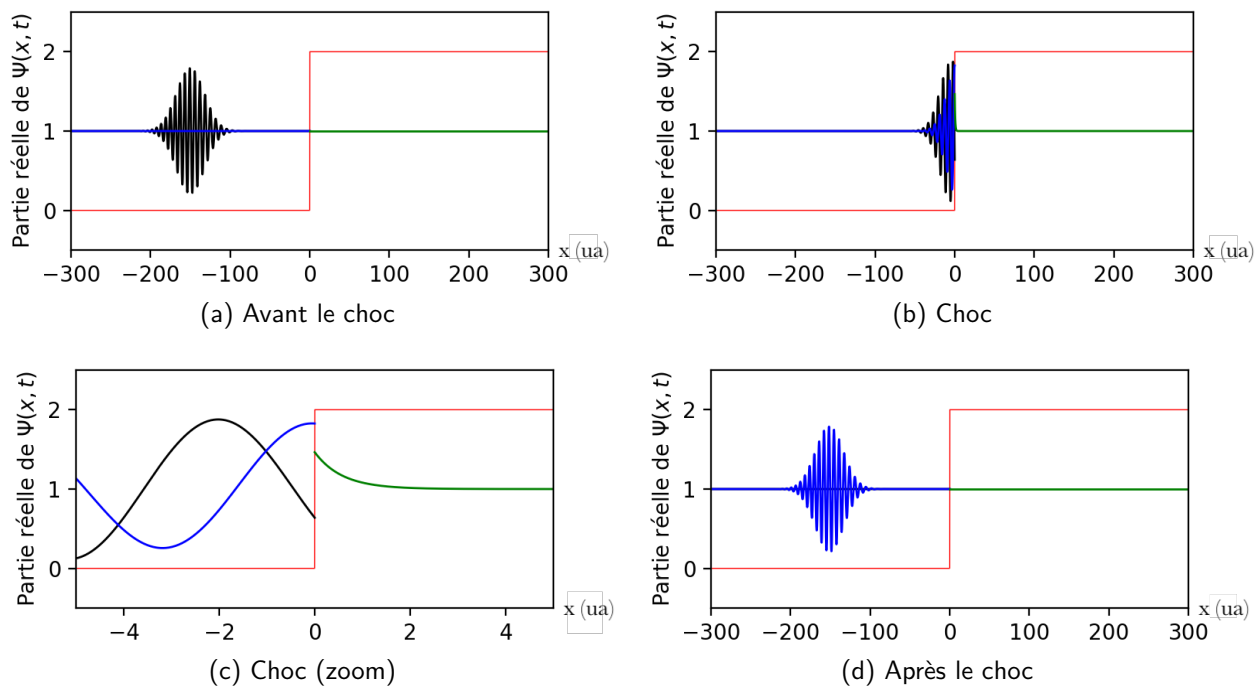 Partie réelle de Ψ(x, t)
2
1
0
−300 −200 −100 0 100 200 300
x (ua)
(a) Avant le choc
Partie réelle de Ψ(x, t)
2
1
0
−300 −200 −100 0 100 200 300
x (ua)
(b) Choc
Partie réelle de Ψ(x, t)
2
1
0
−4 −2 0 2 4
x (ua)
(c) Choc (zoom)
Partie réelle de Ψ(x, t)
2
1
0
−300 −200 −100 0 100 200 300
x (ua)
(d) Après le choc